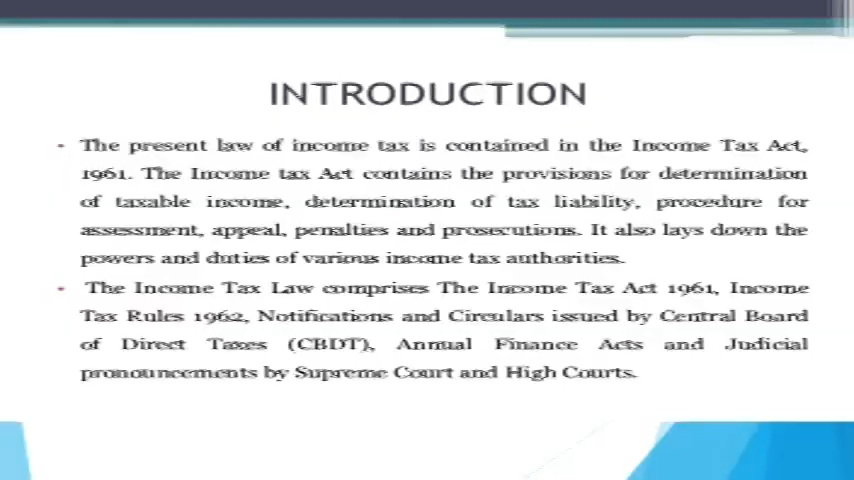 INTRODUCTION
• The present law of income tax is contained in the Income Tax Act,
1961. The Income tax Act contains the provisions for determination
of taxable income, determination of tax liability, procedure for
assessment, appeal, penalties and prosecutions. It also lays down the
powers and duties of various income tax authorities.
• The Income Tax Law comprises The Income Tax Act 1961, Income
Tax Rules 1962, Notifications and Circulars issued by Central Board
of Direct Taxes (CBDT), Annual Finance Acts and Judicial
pronouncements by Supreme Court and High Courts.